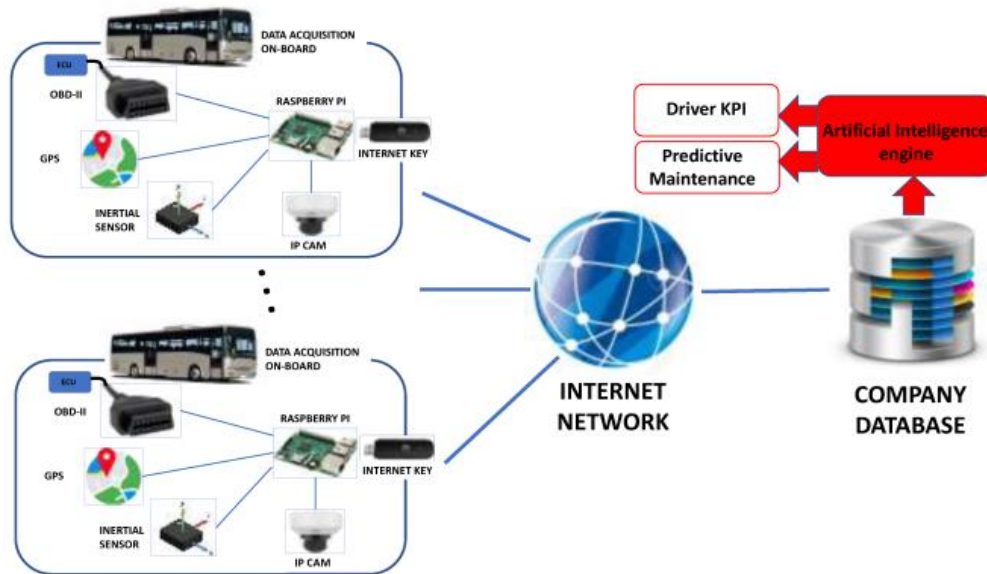 DATA ACQUISITION
ON-BOARD
ECU
OBD-II
RASPBERRY PI
GPS
INTERNET KEY
INERTIAL
SENSOR
IP CAM
Driver KPI
Predictive
Maintenance
Artificial Intelligence
engine
INTERNET
NETWORK
COMPANY
DATABASE
DATA ACQUISITION
ON-BOARD
ECU
OBD-II
RASPBERRY PI
GPS
INTERNET KEY
INERTIAL
SENSOR
IP CAM